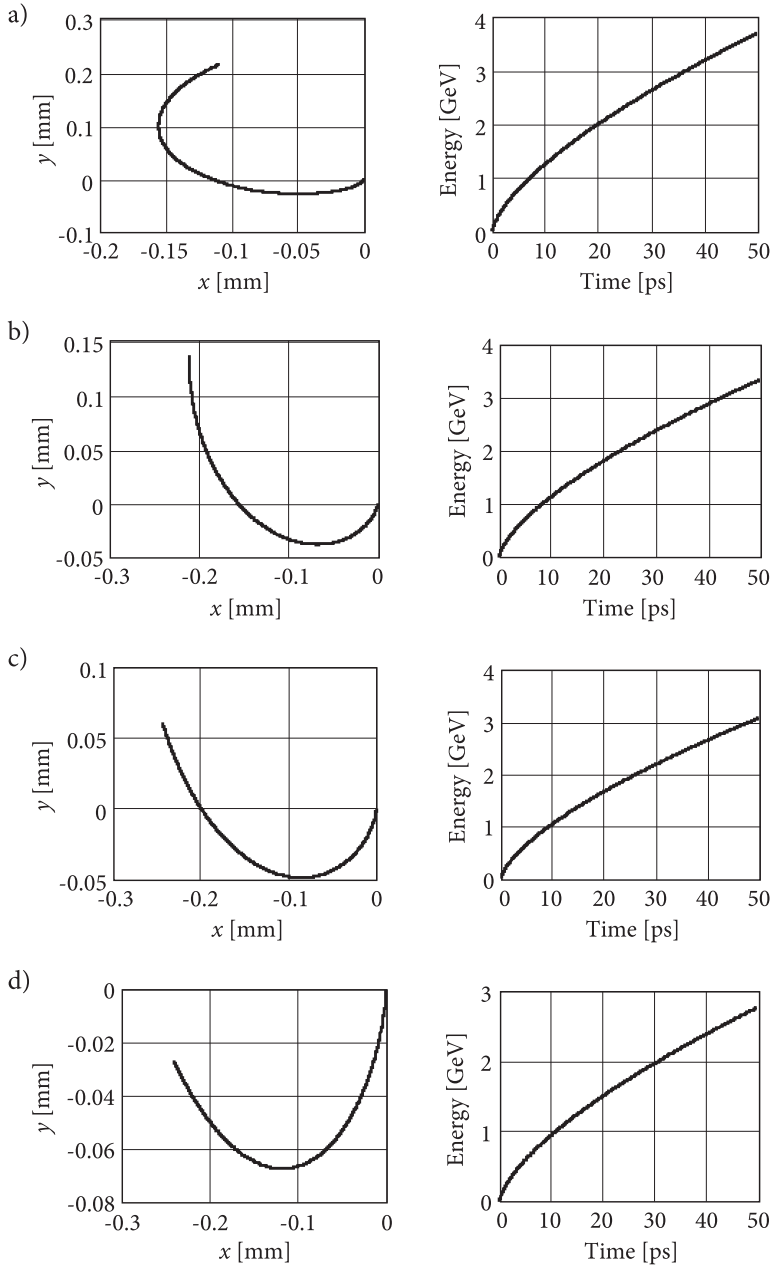 a)
0.3
0.2
0.1
0
-0.1
y [mm]
-0.2 -0.15 -0.1 -0.05 0
x [mm]
4
3
2
1
0
Energy [GeV]
0 10 20 30 40 50
Time [ps]
b)
0.15
0.1
0.05
0
-0.05
y [mm]
-0.3 -0.2 -0.1 0
x [mm]
4
3
2
1
0
Energy [GeV]
0 10 20 30 40 50
Time [ps]
c)
0.1
0.05
0
-0.05
y [mm]
-0.3 -0.2 -0.1 0
x [mm]
4
3
2
1
0
Energy [GeV]
0 10 20 30 40 50
Time [ps]
d)
0
-0.02
-0.04
-0.06
-0.08
y [mm]
-0.3 -0.2 -0.1 0
x [mm]
3
2
1
0
Energy [GeV]
0 10 20 30 40 50
Time [ps]